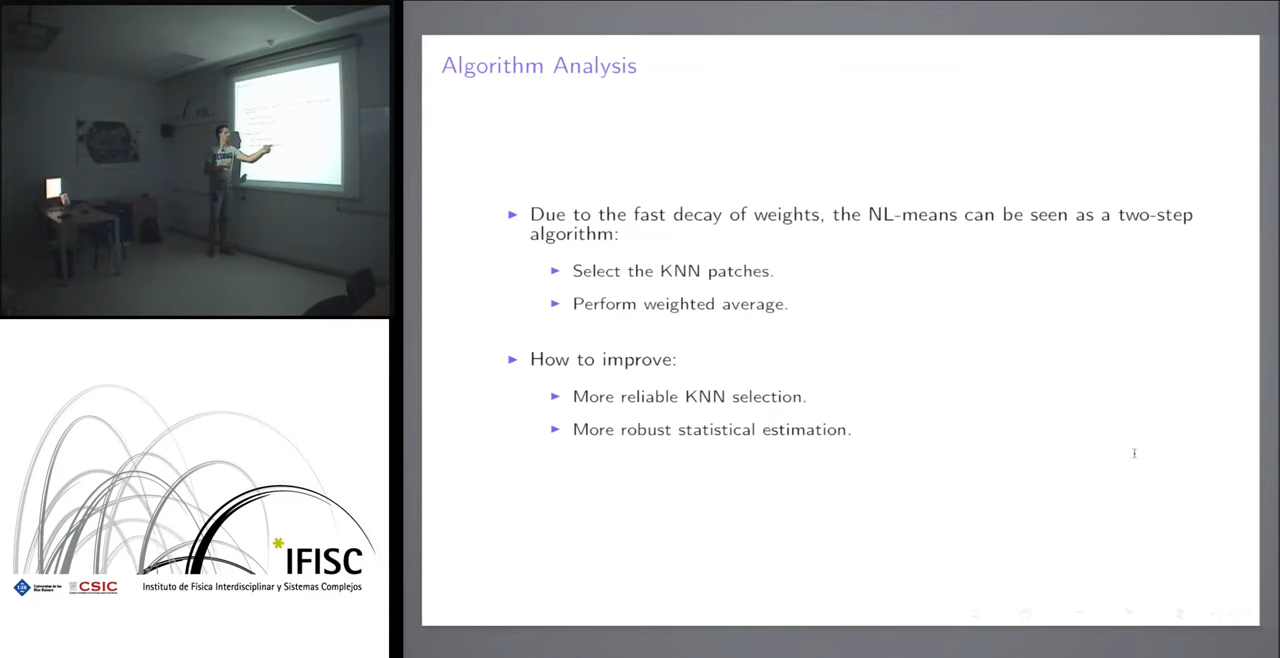 Algorithm Analysis
Due to the fast decay of weights, the NL-means can be seen as a two-step
algorithm:
Select the KNN patches.
Perform weighted average.
How to improve:
More reliable KNN selection.
More robust statistical estimation.
IFISC
CSIC
Instituto de Física Interdisciplinar y Sistemas Complejos